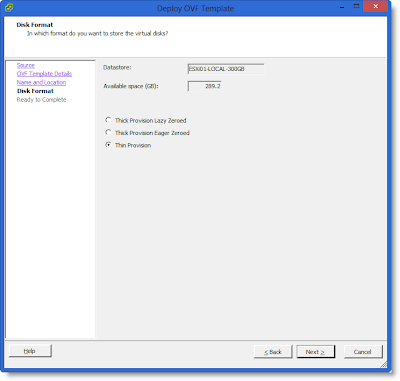 Deploy OVF Template
Disk Format
In which format do you want to store the virtual disks?
Source
OVF Template Details
Name and Location
Disk Format
Ready to Complete
Datastore:
ESXi01-LOCAL-300GB
Available space (GB):
289.2
Thick Provision Lazy Zeroed
Thick Provision Eager Zeroed
Thin Provision
Help
< Back
Next >
Cancel